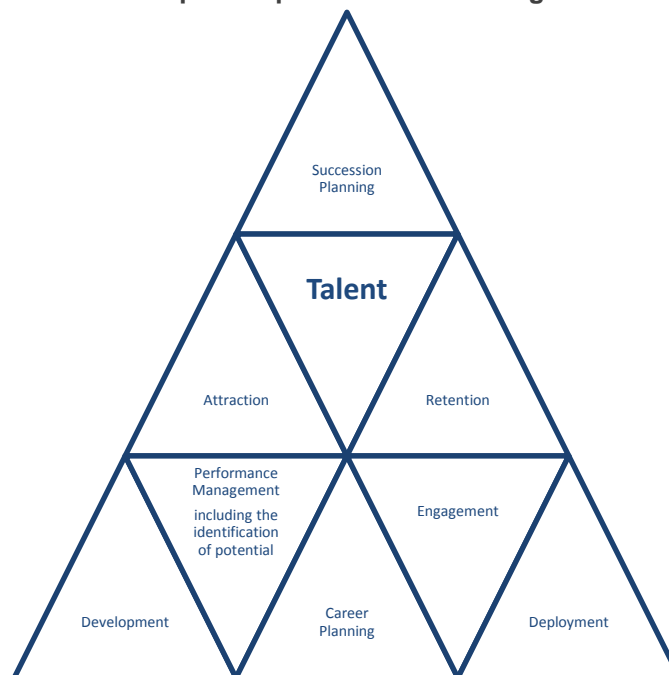 Succession
Planning
Talent
Attraction
Retention
Performance
Management
including the
identification
of potential
Engagement
Development
Career
Planning
Deployment